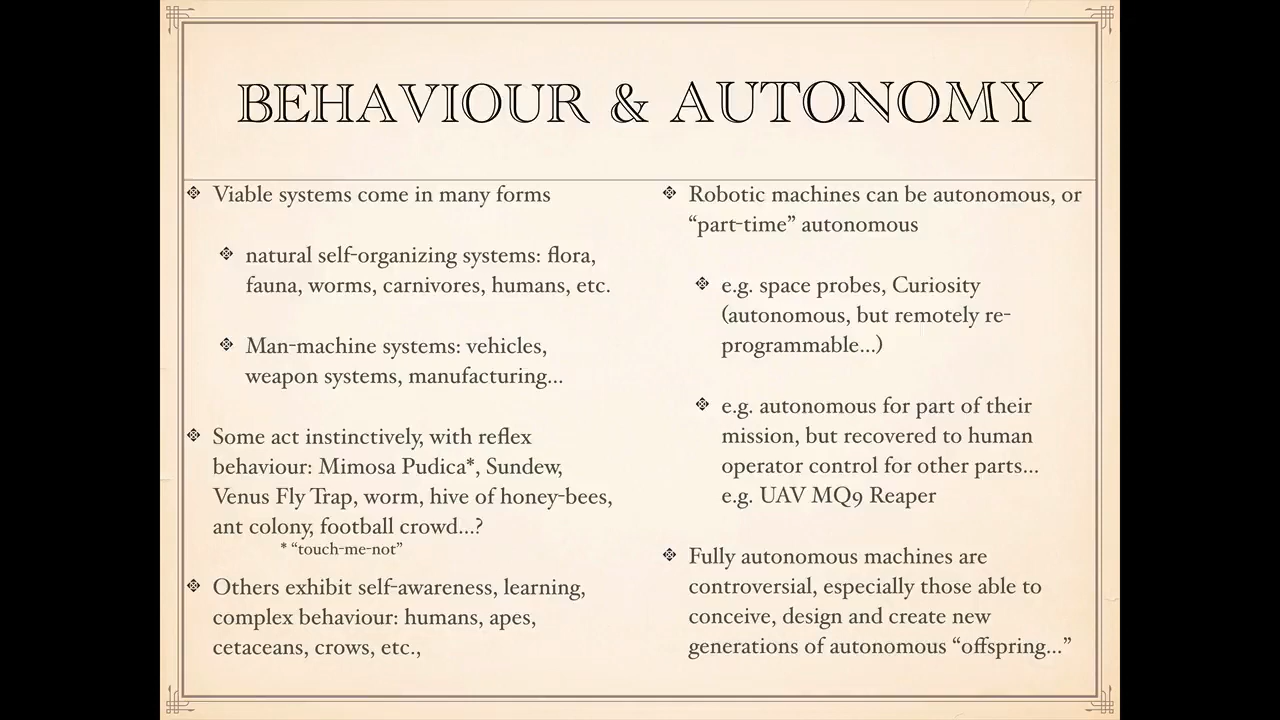 BEHAVIOUR & AUTONOMY
Viable systems come in many forms
natural self-organizing systems: flora,
fauna, worms, carnivores, humans, etc.
Man-machine systems: vehicles,
weapon systems, manufacturing...
Some act instinctively, with reflex
behaviour: Mimosa Pudica*, Sundew,
Venus Fly Trap, worm, hive of honey-bees,
ant colony, football crowd...?
* “touch-me-not”
Others exhibit self-awareness, learning,
complex behaviour: humans, apes,
cetaceans, crows, etc.,
Robotic machines can be autonomous, or
“part-time” autonomous
e.g. space probes, Curiosity
(autonomous, but remotely re-
programmable...)
e.g. autonomous for part of their
mission, but recovered to human
operator control for other parts...
e.g. UAV MQ9 Reaper
Fully autonomous machines are
controversial, especially those able to
conceive, design and create new
generations of autonomous “offspring...”